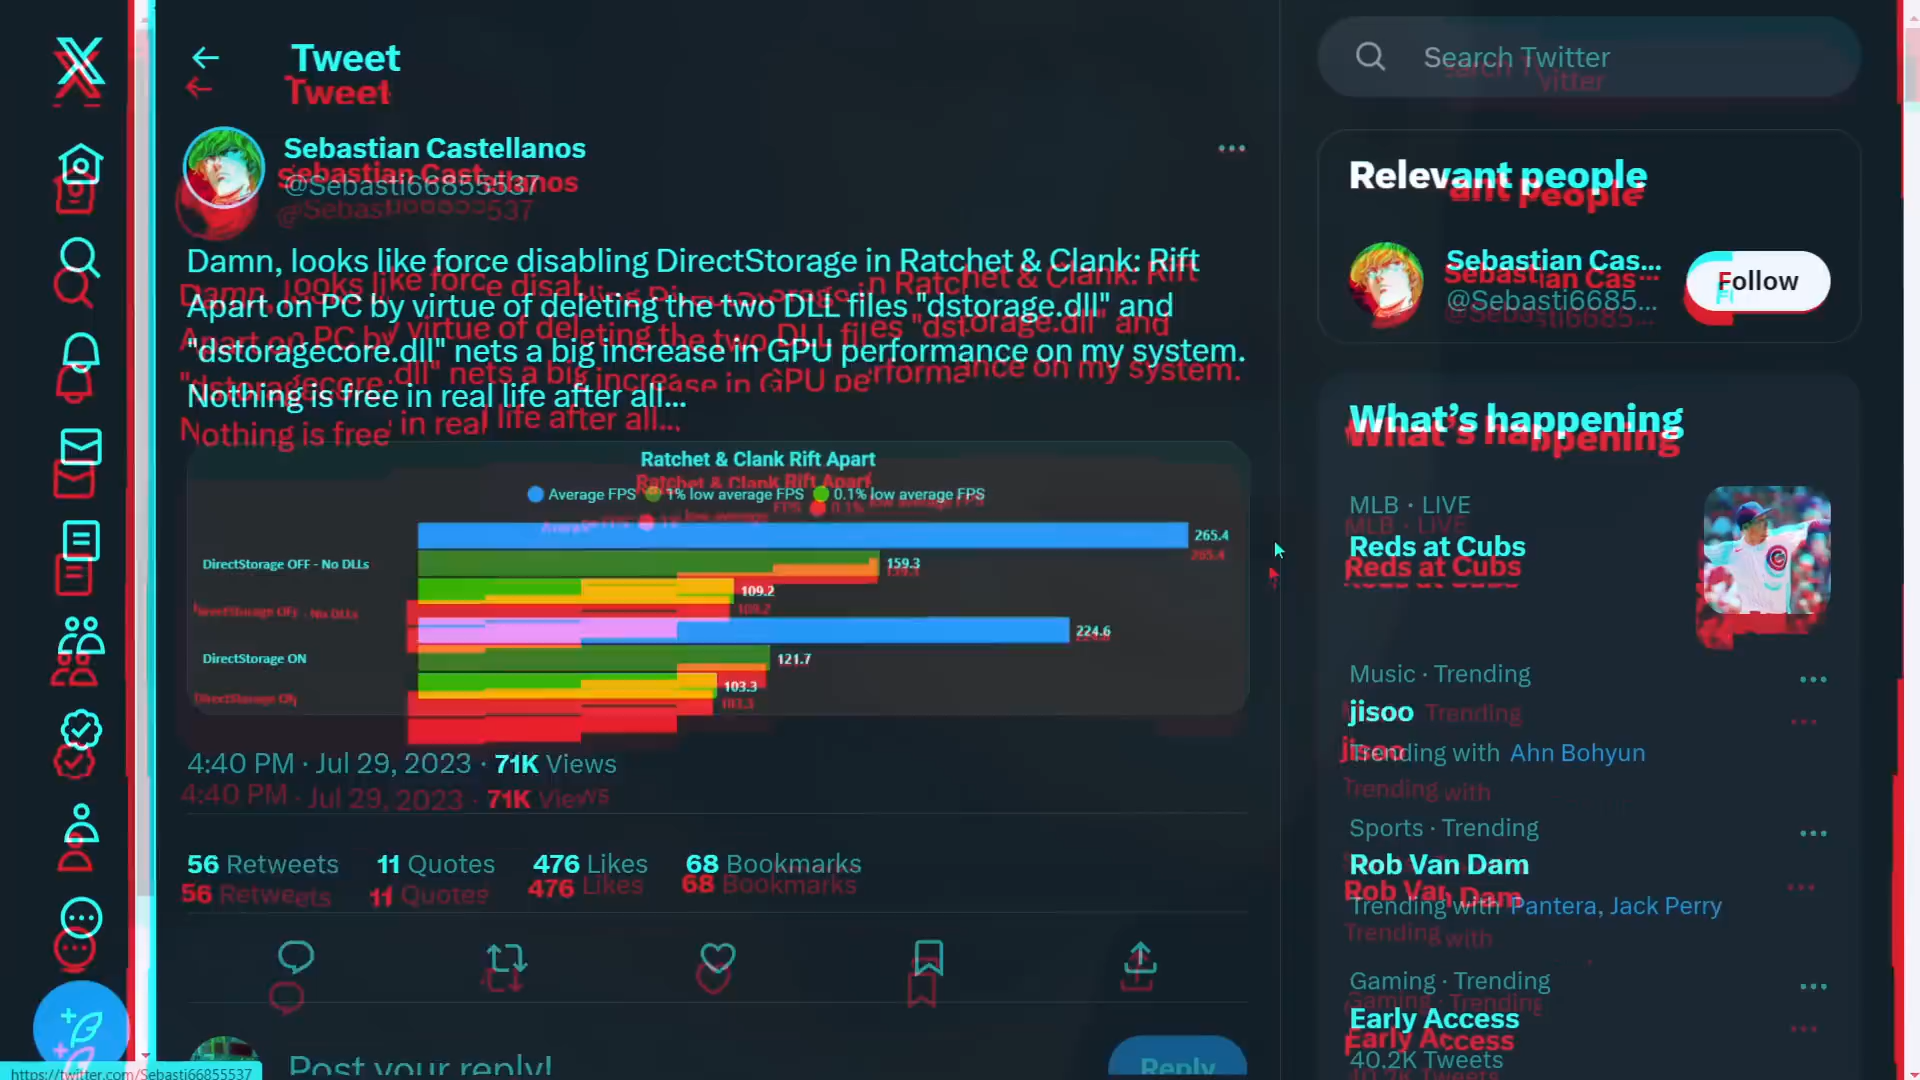 Tweet
Search Twitter
Sebastian Castellanos
@Sebasti66855537
Damn, looks like force disabling DirectStorage in Ratchet & Clank: Rift
Apart on PC by virtue of deleting the two DLL files "dstorage.dll" and
"dstoragecore.dll" nets a big increase in GPU performance on my system.
Nothing is free in real life after all...
Ratchet & Clank Rift Apart
Average FPS 1% low average FPS 0.1% low average FPS
DirectStorage OFF - No DLLs
265.4
159.3
109.2
DirectStorage ON
224.6
121.7
103.3
4:40 PM · Jul 29, 2023 · 71K Views
56 Retweets 11 Quotes 476 Likes 68 Bookmarks
Post your reply!
Reply
https://twitter.com/Sebasti66855537
Relevant people
Sebastian Cas...
@Sebasti6685...
Follow
What's happening
MLB · LIVE
Reds at Cubs
Music · Trending
jisoo
Trending with Ahn Bohyun
Sports · Trending
Rob Van Dam
Trending with Pantera, Jack Perry
Gaming · Trending
Early Access
40.2K Tweets